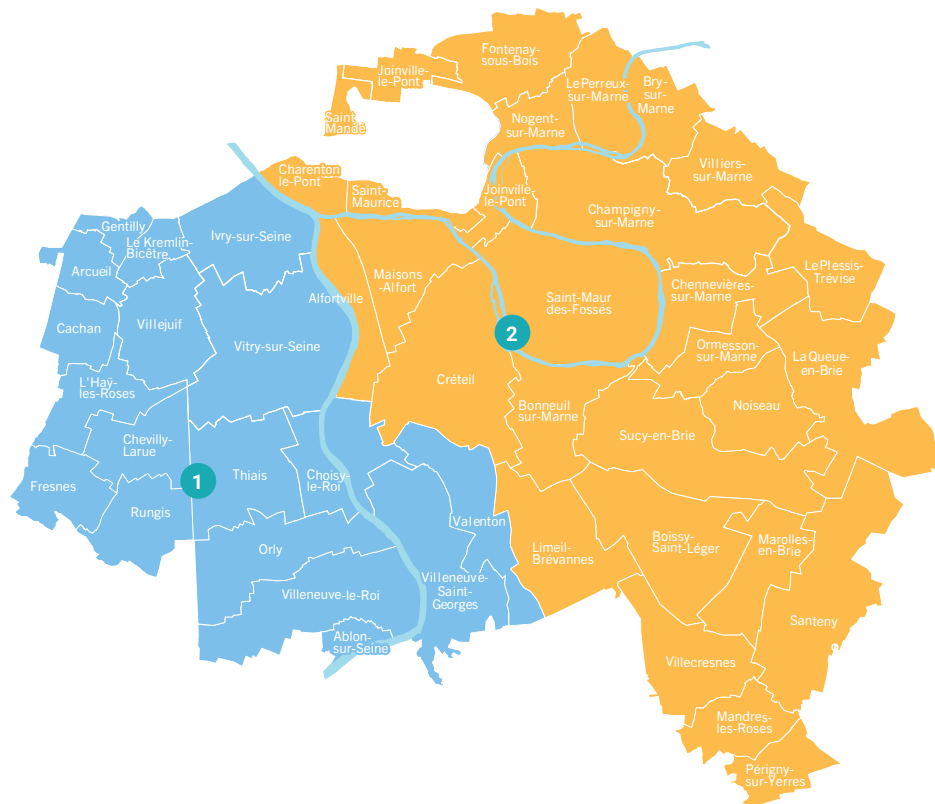 Fontenay-
sous-Bois
Joinville-
le-Pont
Le Perreux-
sur-Marne
Bry-
sur-
Marne
Saint-
Mandé
Nogent-
sur-Marne
Villiers-
sur-Marne
Charenton
le-Pont
Saint-
Maurice
Joinville-
le-Pont
Champigny-
sur-Marne
Gentilly
Le Kremlin-
Bicêtre
Ivry-sur-Seine
Arcueil
Maisons
-Alfort
Le Plessis-
Trévise
Chennevières-
sur-Marne
Alfortville
Saint-Maur
des-Fossés
Cachan
Villejuif
Vitry-sur-Seine
2
Ormesson-
sur-Marne
La Queue-
en-Brie
L'Haÿ-
les-Roses
Créteil
Bonneuil
sur-Marne
Noiseau
Sucy-en-Brie
Chevilly-
Larue
1
Thiais
Choisy-
le-Roi
Fresnes
Rungis
Valenton
Orly
Limeil-
Brévannes
Boissy-
Saint-Léger
Marolles-
en-Brie
Villeneuve-le-Roi
Villeneuve-
Saint-
Georges
Santeny
Ablon-
sur-Seine
Villecresnes
Mandres-
les-Roses
Périgny-
sur-Yerres